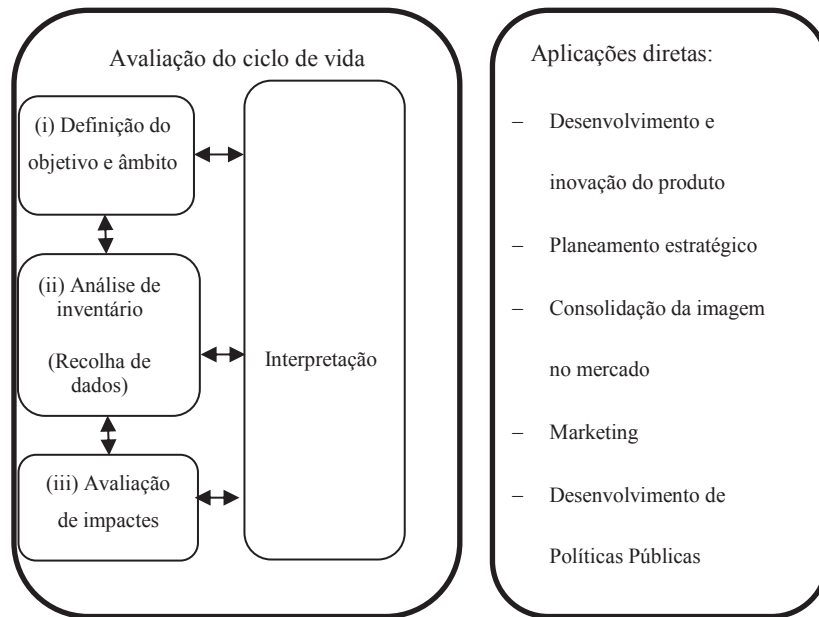 Avaliação do ciclo de vida
(i) Definição do
objetivo e âmbito
(ii) Análise de
inventário
(Recolha de
dados)
(iii) Avaliação
de impactes
Interpretação
Aplicações diretas:
– Desenvolvimento e
inovação do produto
– Planeamento estratégico
– Consolidação da imagem
no mercado
– Marketing
– Desenvolvimento de
Políticas Públicas